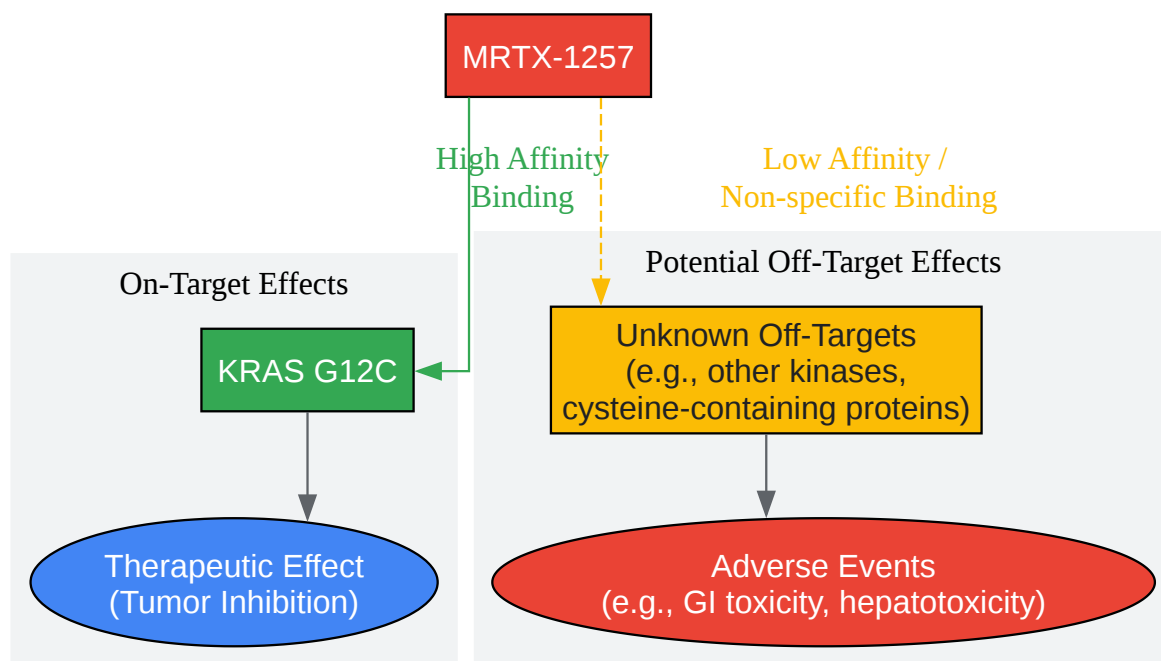 MRTX-1257
High Affinity
Binding
Low Affinity /
Non-specific Binding
On-Target Effects
Potential Off-Target Effects
KRAS G12C
Unknown Off-Targets
(e.g., other kinases,
cysteine-containing proteins)
Therapeutic Effect
(Tumor Inhibition)
Adverse Events
(e.g., GI toxicity, hepatotoxicity)